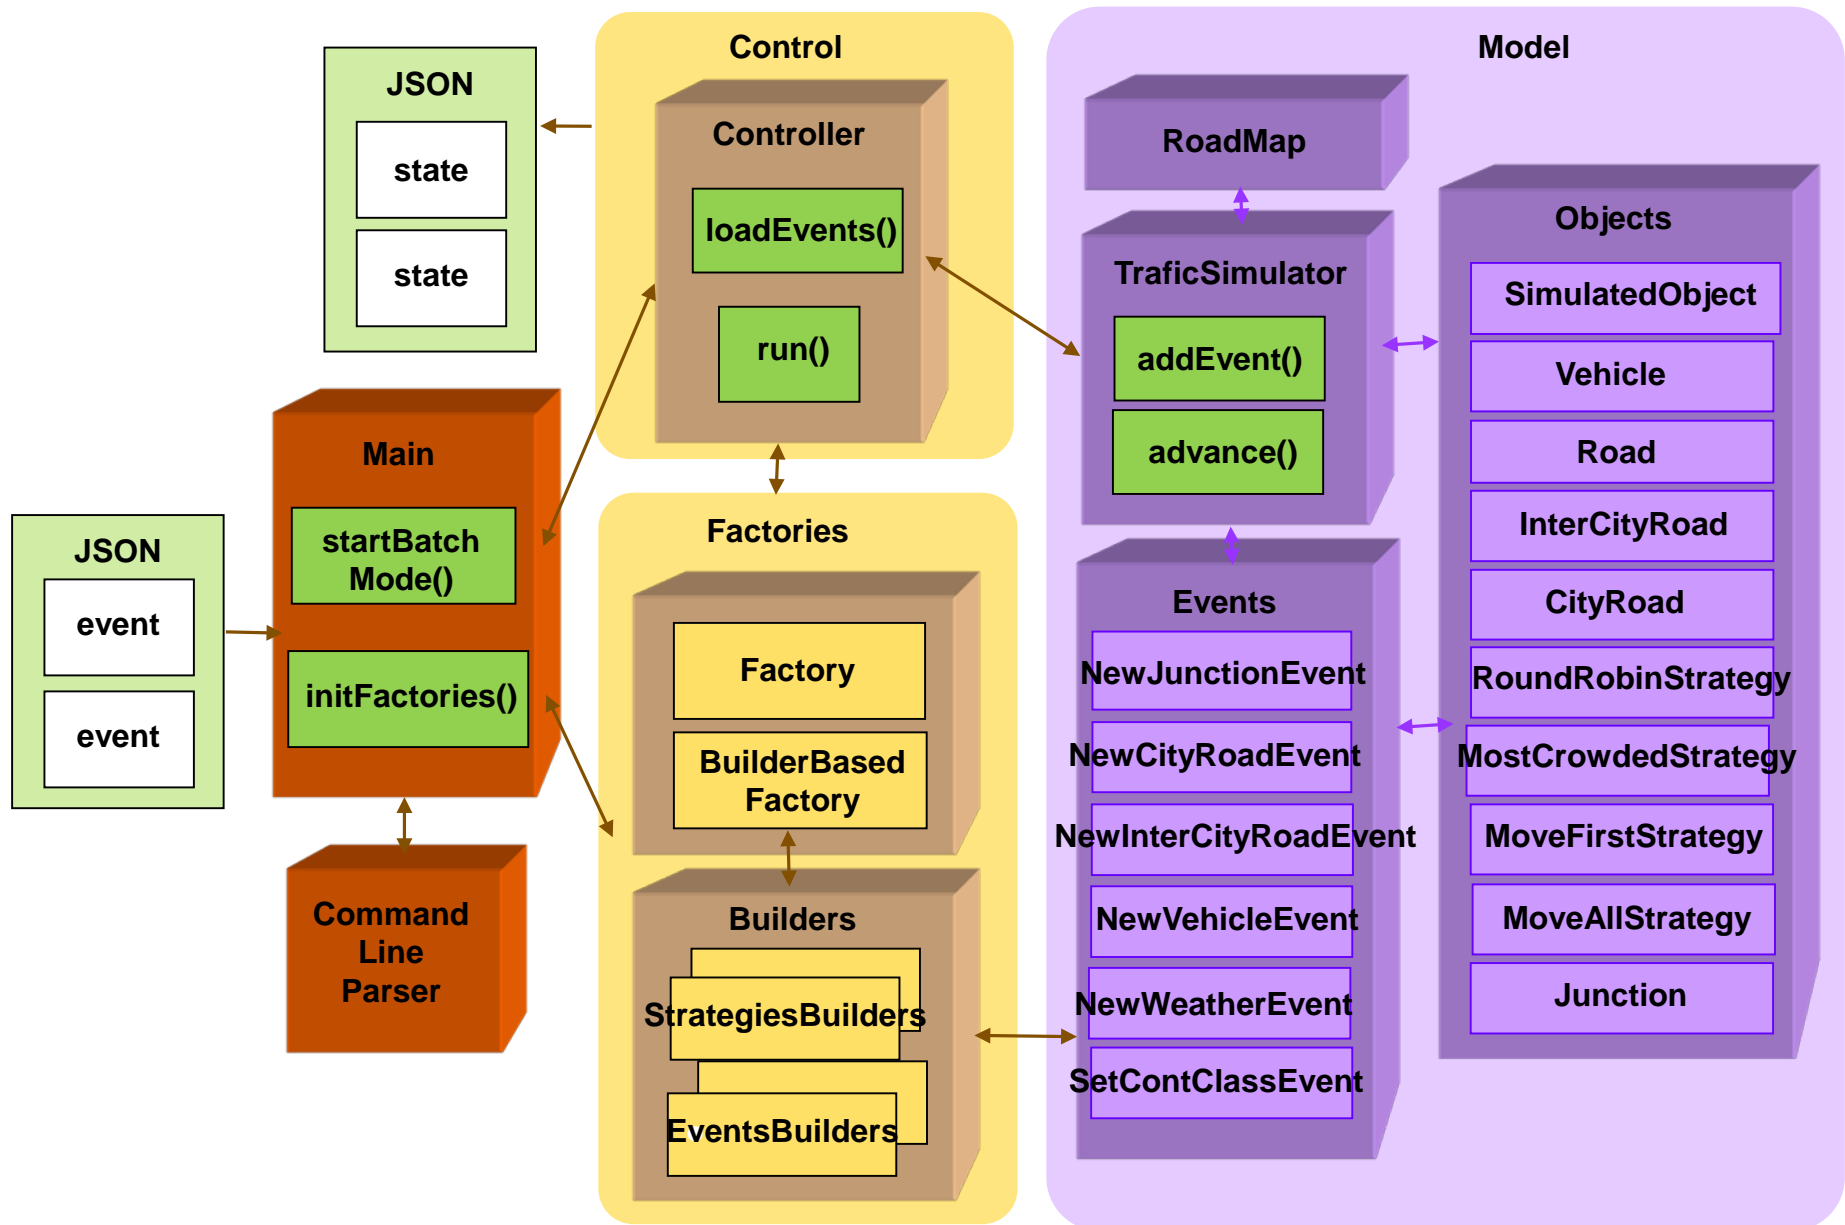 JSON
state
state
Control
Controller
loadEvents()
run()
Main
startBatch
Mode()
initFactories()
JSON
event
event
Command
Line
Parser
Factories
Factory
BuilderBased
Factory
Builders
StrategiesBuilders
EventsBuilders
Model
RoadMap
TraficSimulator
addEvent()
advance()
Events
NewJunctionEvent
NewCityRoadEvent
NewInterCityRoadEvent
NewVehicleEvent
NewWeatherEvent
SetContClassEvent
Objects
SimulatedObject
Vehicle
Road
InterCityRoad
CityRoad
RoundRobinStrategy
MostCrowdedStrategy
MoveFirstStrategy
MoveAllStrategy
Junction